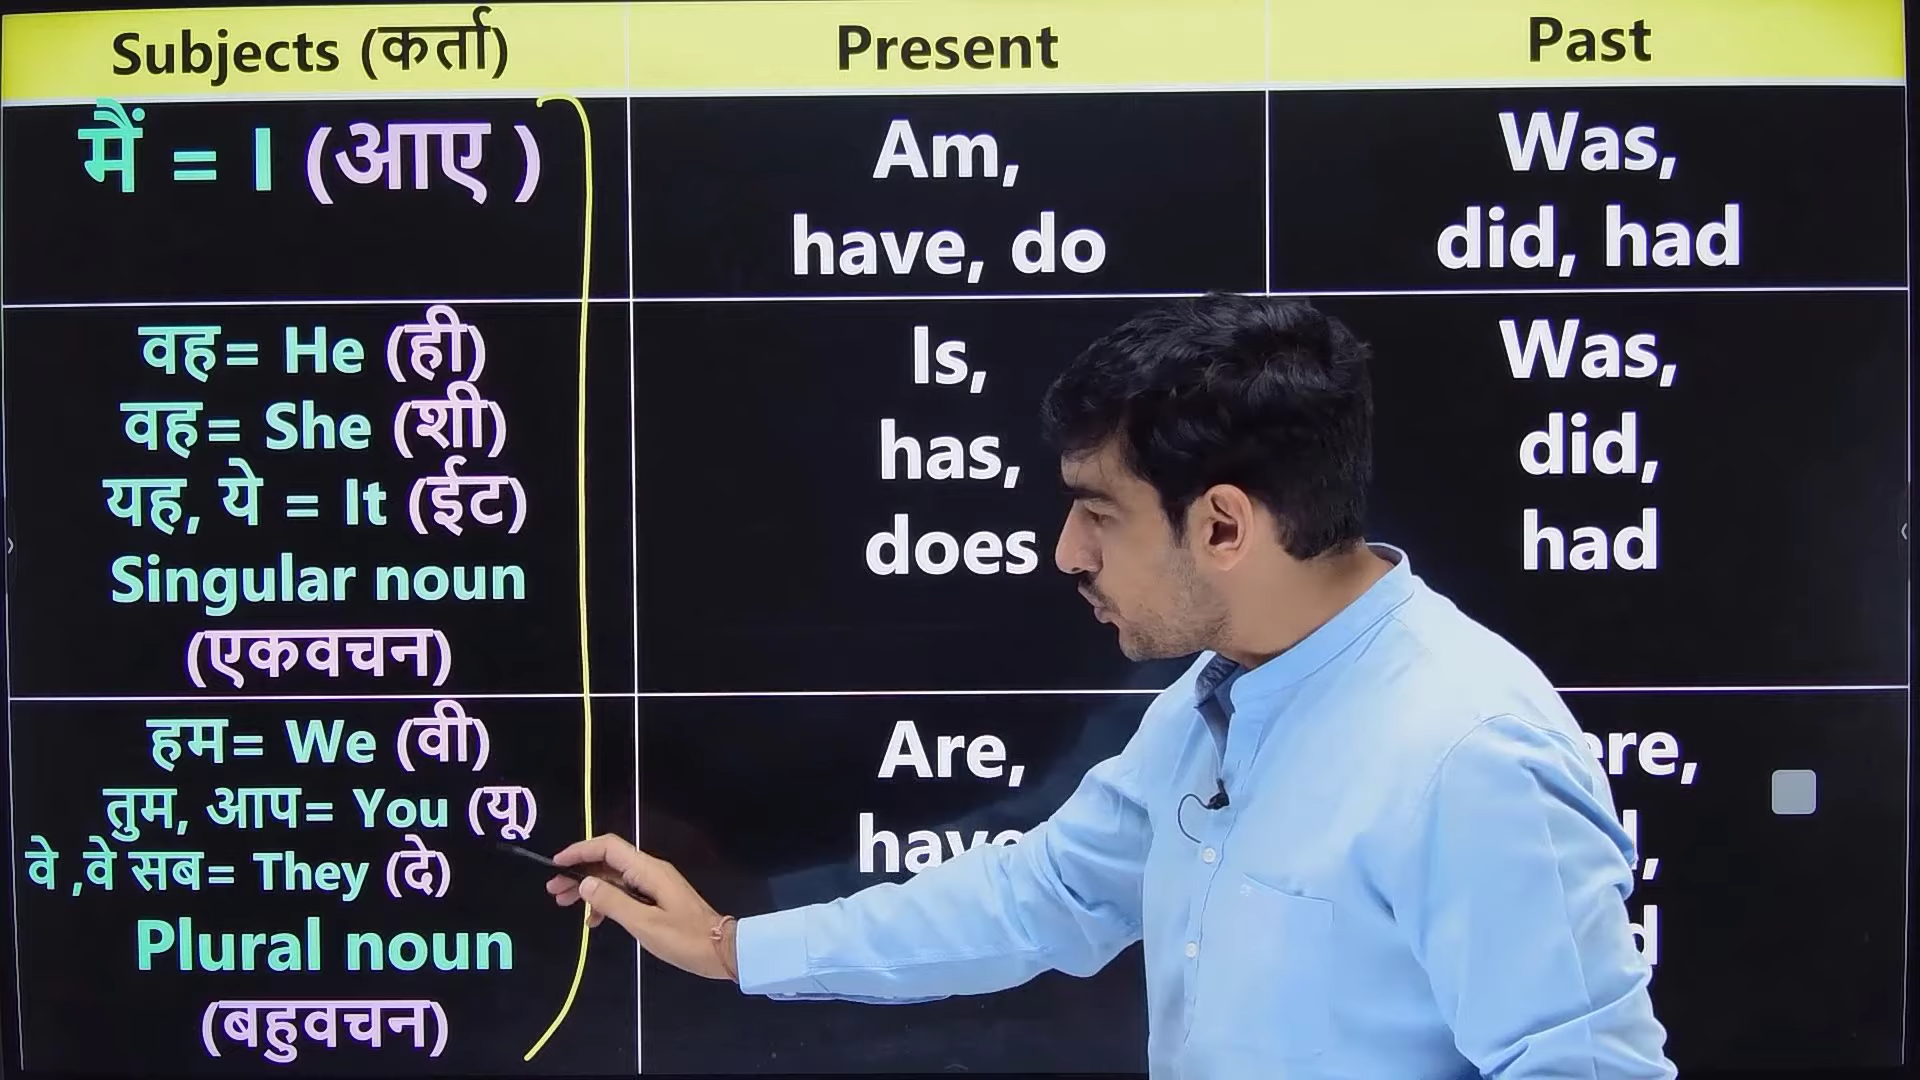 Subjects (कर्ता)
Present
Past
मैं = I (आए )
Am,
have, do
Was,
did, had
वह= He (ही)
वह= She (शी)
यह, ये = It (ईट)
Singular noun
(एकवचन)
Is,
has,
does
Was,
did,
had
हम= We (वी)
तुम, आप= You (यू)
वे ,वे सब= They (दे)
Plural noun
(बहुवचन)
Are,